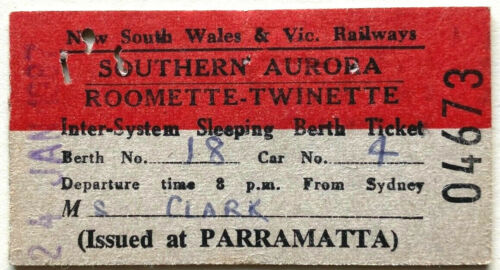 New South Wales & Vic. Railways
SOUTHERN AURORA
ROOMETTE-TWINETTE
Inter-System Sleeping Berth Ticket
Berth No. 18 Car No. 4
Departure time 8 p.m. From Sydney
M S CLARK
(Issued at PARRAMATTA)
04673
24 JAN